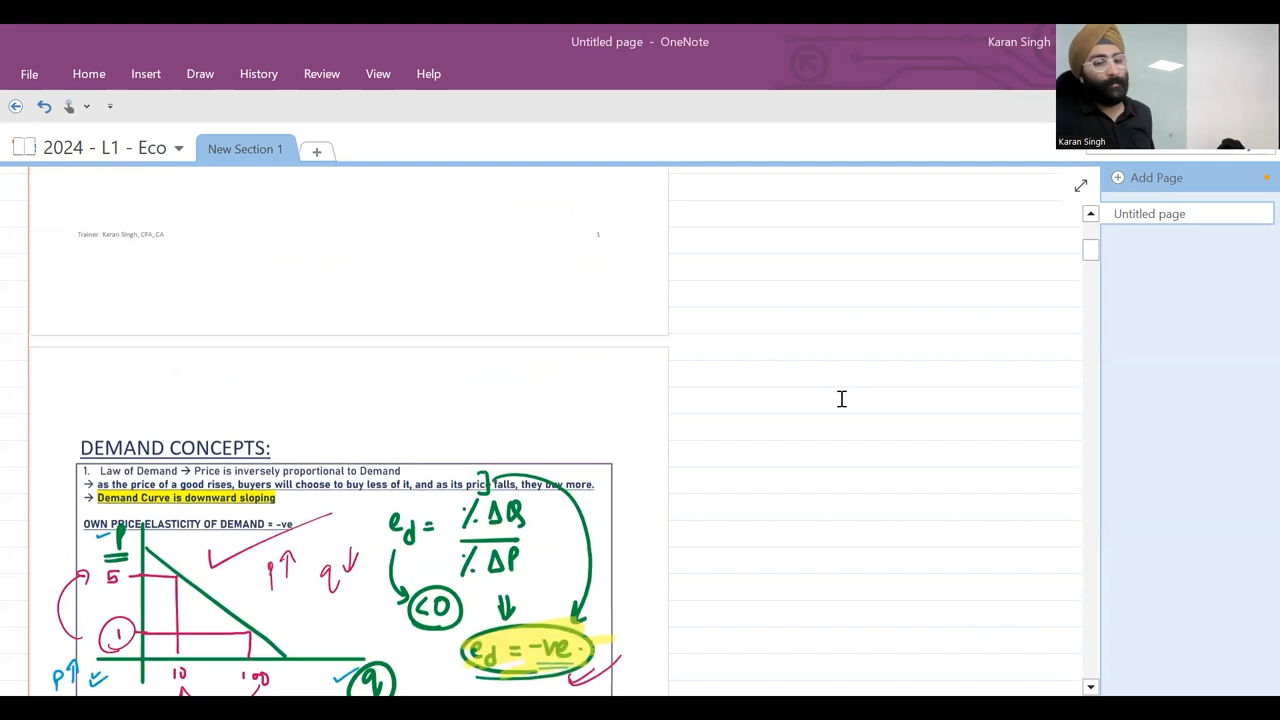 Untitled page - OneNote
Karan Singh
File Home Insert Draw History Review View Help
Karan Singh
2024 - L1 - Eco
New Section 1
+
Add Page
Untitled page
Trainer: Karan Singh, CFA, CA
1
DEMAND CONCEPTS:
1. Law of Demand → Price is inversely proportional to Demand
→ as the price of a good rises, buyers will choose to buy less of it, and as its price falls, they buy more.
→ Demand Curve is downward sloping
OWN PRICE ELASTICITY OF DEMAND = -ve
P
5
1
10 100
q
P↑
P↑ q↓
ed = % ΔQ
% ΔP
<0
ed = -ve.